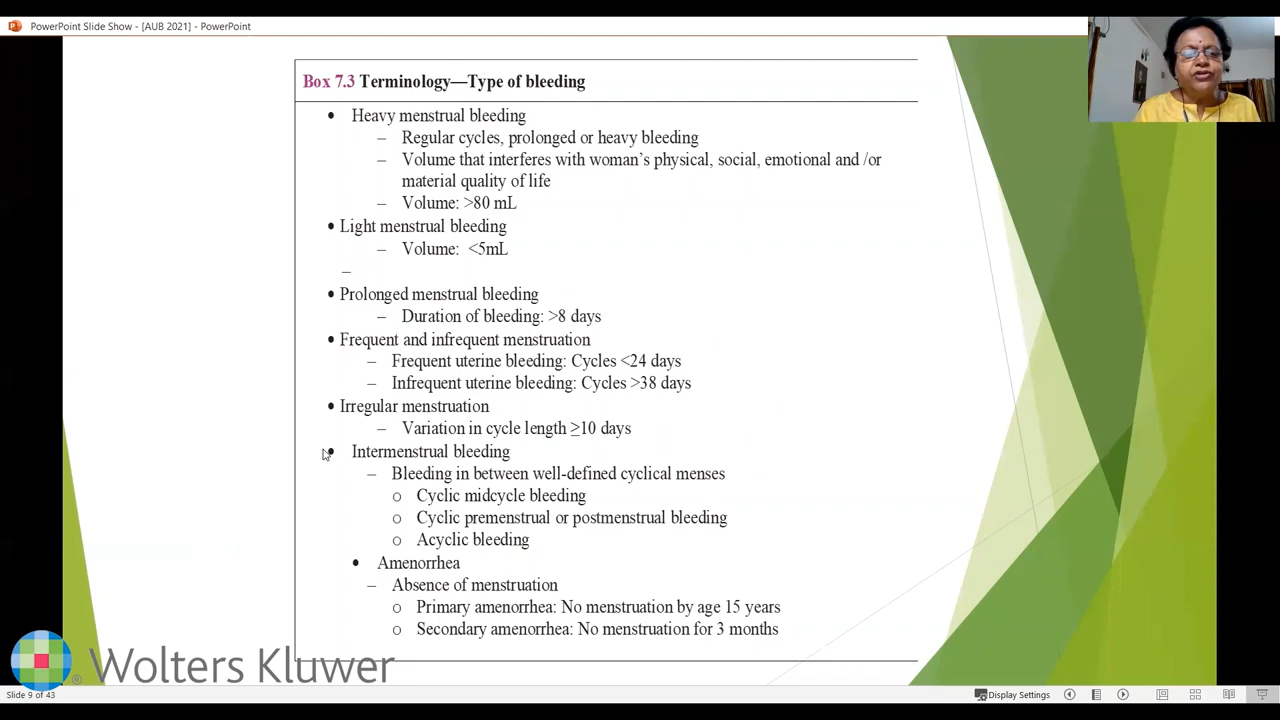 PowerPoint Slide Show - [AUB 2021] - PowerPoint
Box 7.3 Terminology—Type of bleeding
• Heavy menstrual bleeding
– Regular cycles, prolonged or heavy bleeding
– Volume that interferes with woman’s physical, social, emotional and /or
material quality of life
– Volume: >80 mL
• Light menstrual bleeding
– Volume: <5mL
–
• Prolonged menstrual bleeding
– Duration of bleeding: >8 days
• Frequent and infrequent menstruation
– Frequent uterine bleeding: Cycles <24 days
– Infrequent uterine bleeding: Cycles >38 days
• Irregular menstruation
– Variation in cycle length ≥10 days
• Intermenstrual bleeding
– Bleeding in between well-defined cyclical menses
o Cyclic midcycle bleeding
o Cyclic premenstrual or postmenstrual bleeding
o Acyclic bleeding
• Amenorrhea
– Absence of menstruation
o Primary amenorrhea: No menstruation by age 15 years
o Secondary amenorrhea: No menstruation for 3 months
® Wolters Kluwer
Slide 9 of 43
Display Settings